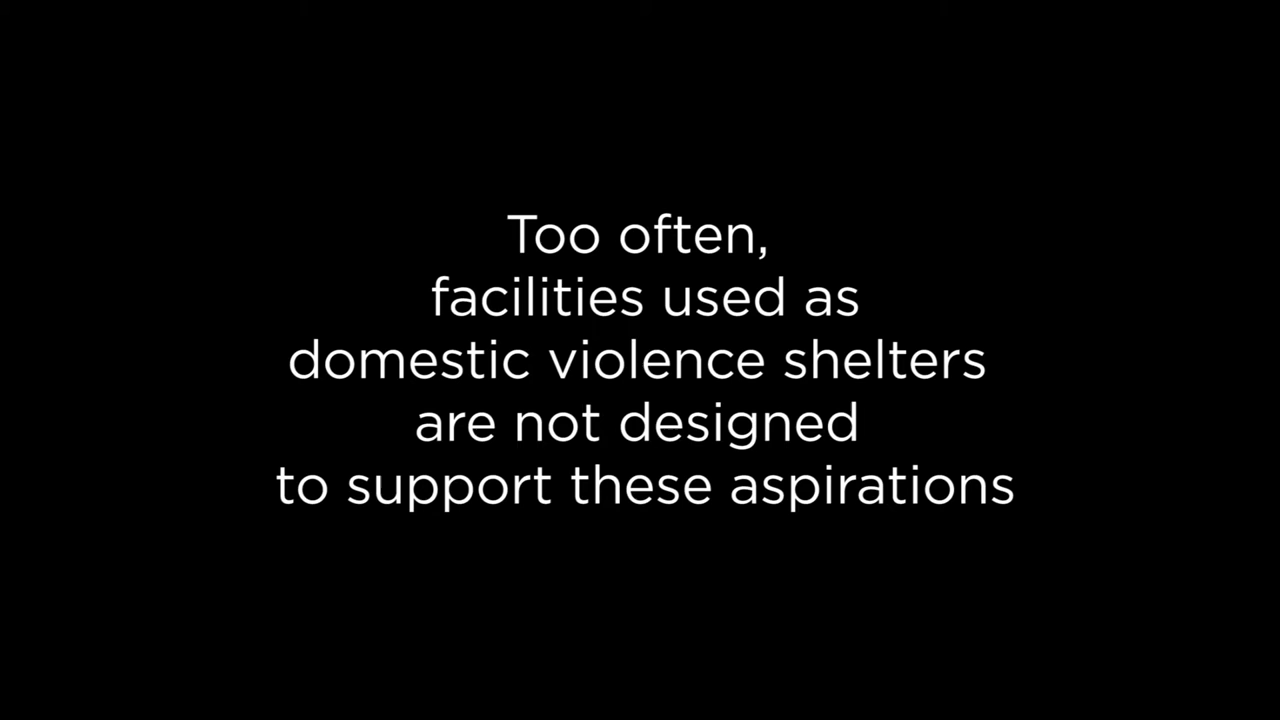 Too often,
facilities used as
domestic violence shelters
are not designed
to support these aspirations